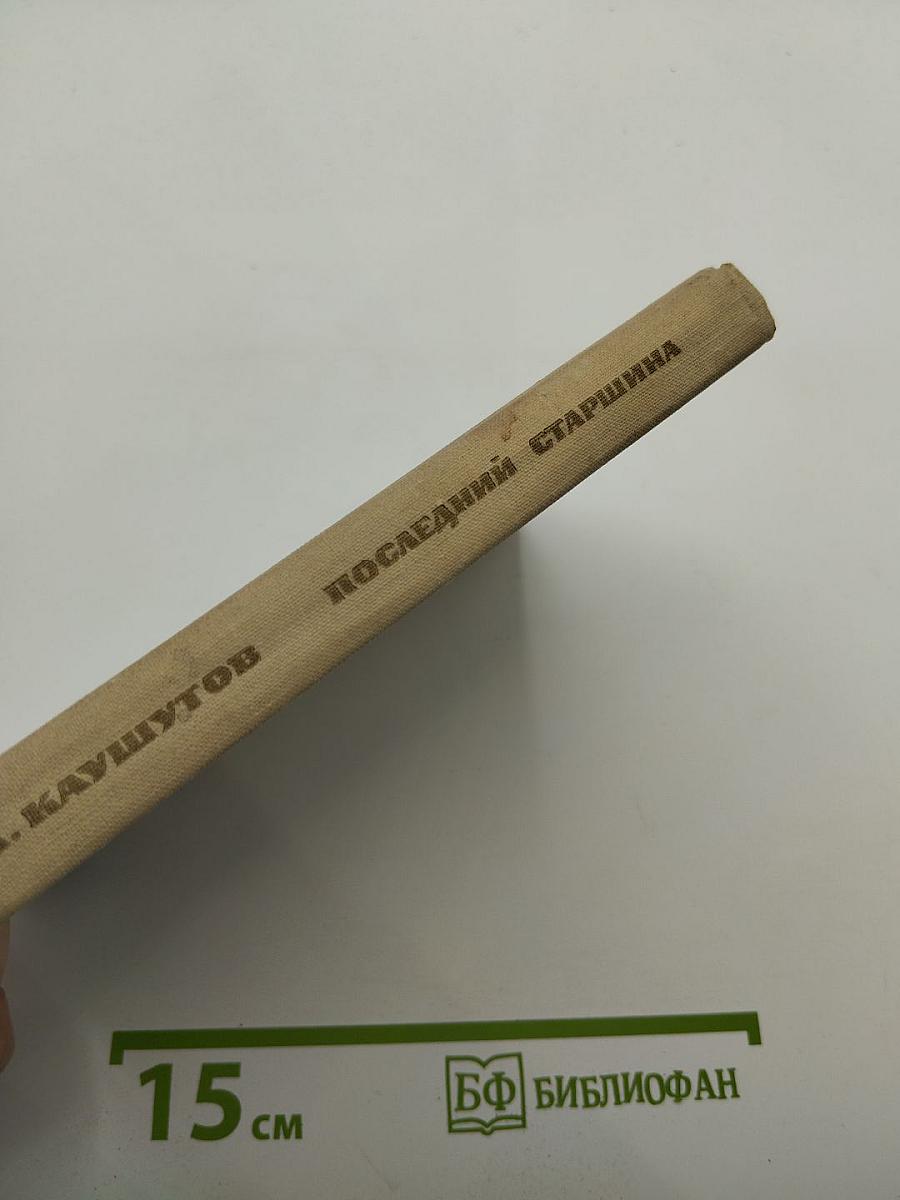 А. КАУШУТОВ ПОСЛЕДНИЙ СТАРШИНА
15 см
БФ БИБЛИОФАН